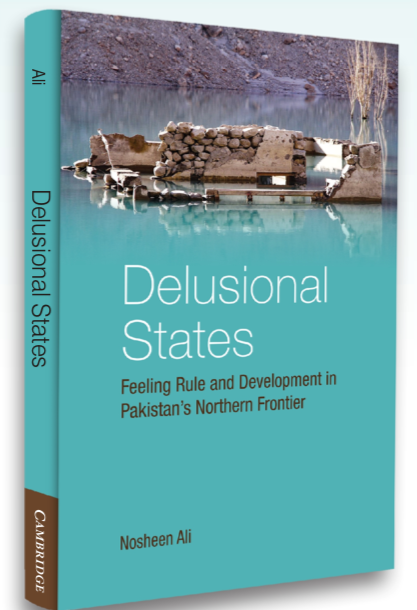 Ali
Delusional States
CAMBRIDGE
Delusional
States
Feeling Rule and Development in
Pakistan's Northern Frontier
Nosheen Ali